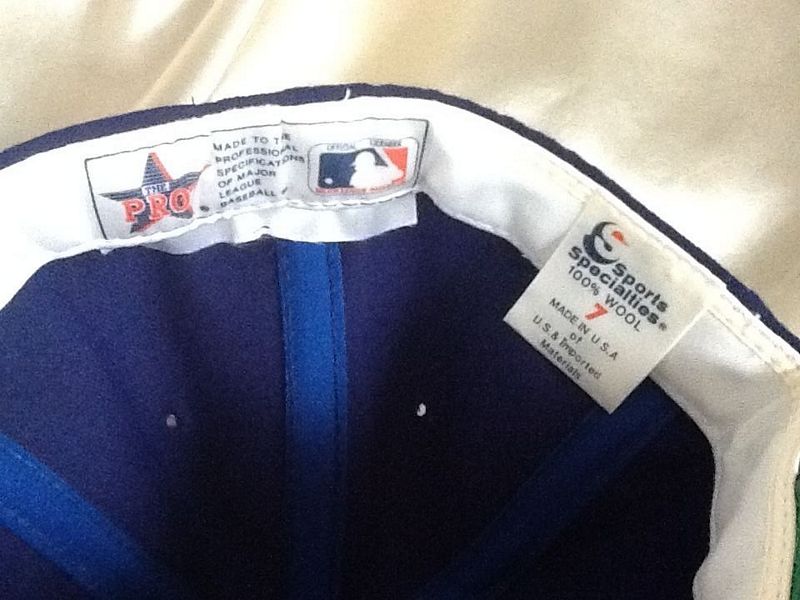 THE
PRO
MADE TO THE
PROFESSIONAL
SPECIFICATIONS
OF MAJOR
LEAGUE
BASEBALL
Sports
Specialties®
100% WOOL
7
MADE IN U.S.A
of
U.S. & Imported
Materials